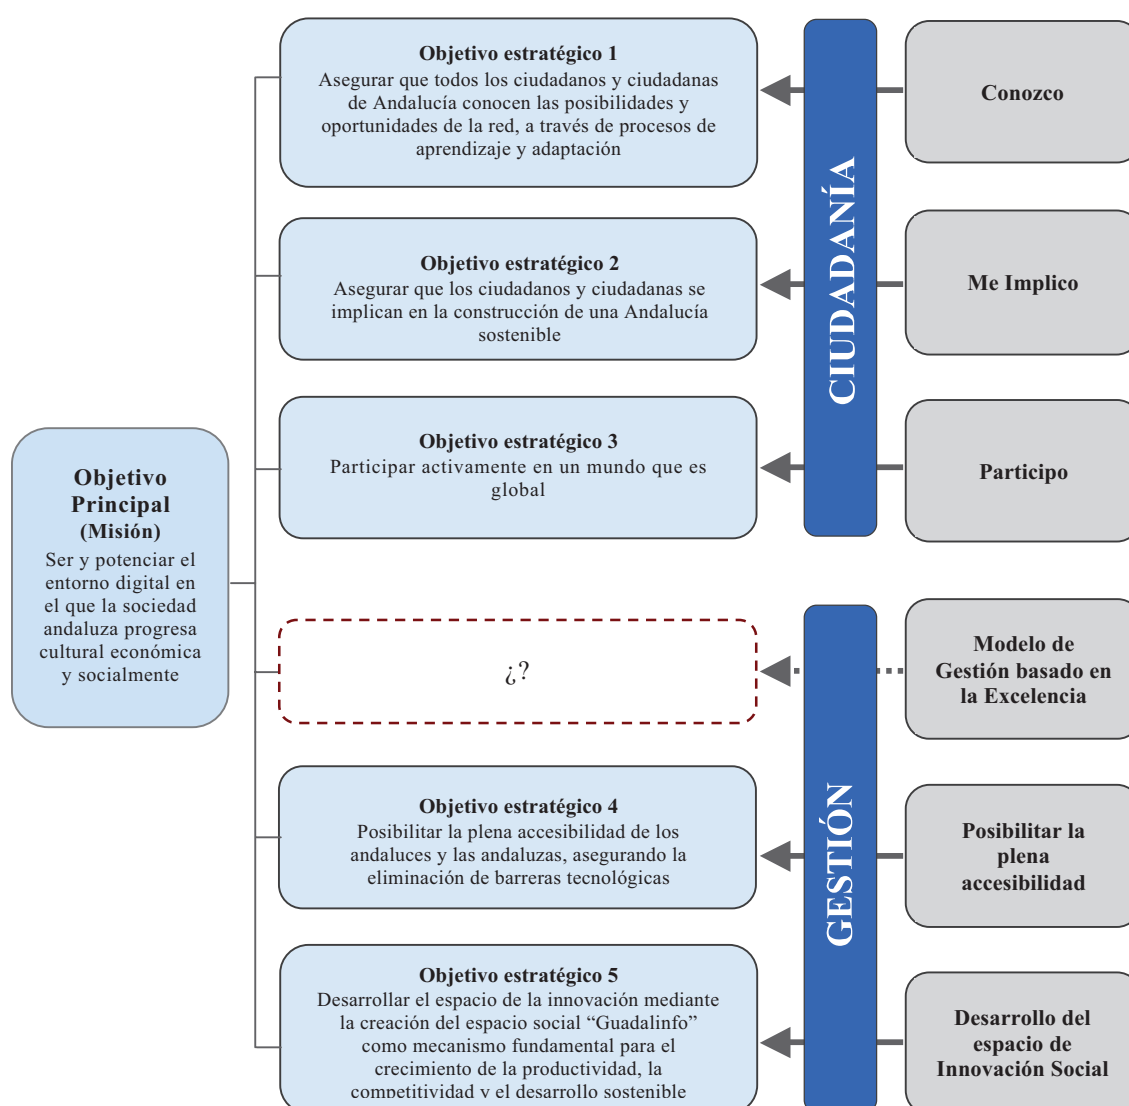 Objetivo estratégico 1
Asegurar que todos los ciudadanos y ciudadanas
de Andalucía conocen las posibilidades y
oportunidades de la red, a través de procesos de
aprendizaje y adaptación
Conozco
CIUDADANÍA
Objetivo estratégico 2
Asegurar que los ciudadanos y ciudadanas se
implican en la construcción de una Andalucía
sostenible
Me Implico
Objetivo estratégico 3
Participar activamente en un mundo que es
global
Participo
Objetivo
Principal
(Misión)
Ser y potenciar el
entorno digital en
el que la sociedad
andaluza progresa
cultural económica
y socialmente
¿?
Modelo de
Gestión basado en
la Excelencia
GESTIÓN
Objetivo estratégico 4
Posibilitar la plena accesibilidad de los
andaluces y las andaluzas, asegurando la
eliminación de barreras tecnológicas
Posibilitar la
plena
accesibilidad
Objetivo estratégico 5
Desarrollar el espacio de la innovación mediante
la creación del espacio social “Guadalinfo”
como mecanismo fundamental para el
crecimiento de la productividad, la
competitividad y el desarrollo sostenible
Desarrollo del
espacio de
Innovación Social